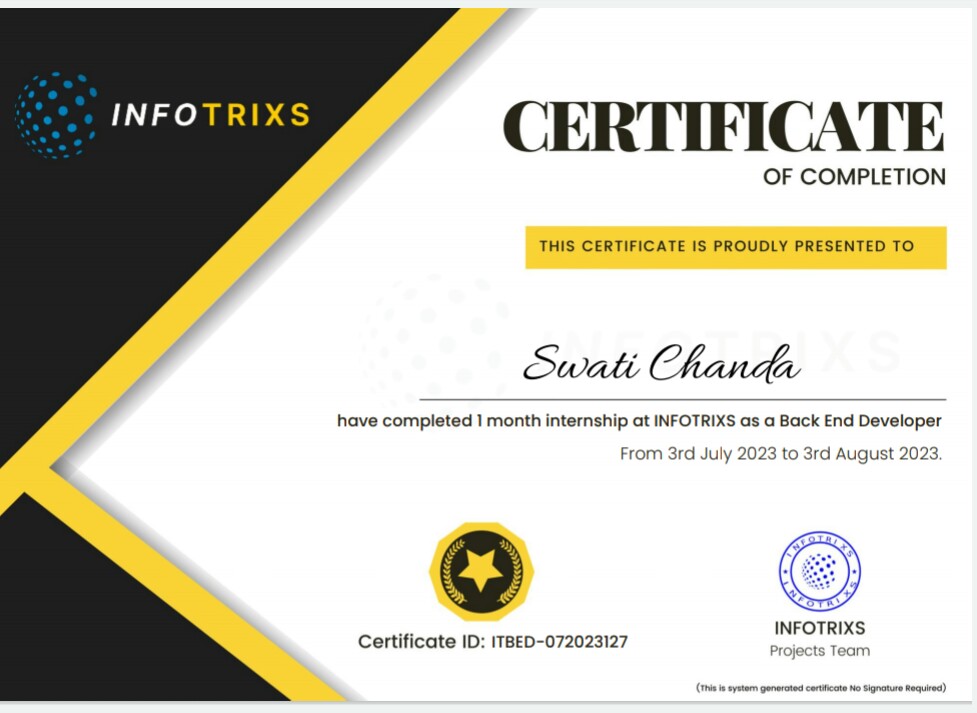 INFOTRIXS
CERTIFICATE
OF COMPLETION
THIS CERTIFICATE IS PROUDLY PRESENTED TO
INFOTRIXS
Swati Chanda
have completed 1 month internship at INFOTRIXS as a Back End Developer
From 3rd July 2023 to 3rd August 2023.
INFOTRIXS
INFOTRIXS
Certificate ID: ITBED-072023127
INFOTRIXS
Projects Team
(This is system generated certificate No Signature Required)